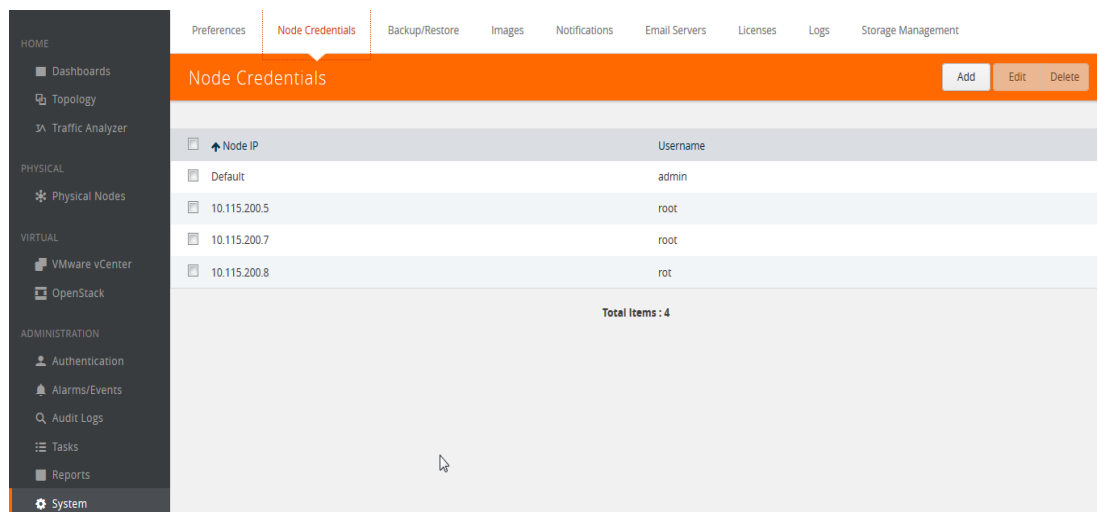 HOME
Dashboards
Topology
Traffic Analyzer
PHYSICAL
Physical Nodes
VIRTUAL
VMware vCenter
OpenStack
ADMINISTRATION
Authentication
Alarms/Events
Audit Logs
Tasks
Reports
System
Preferences Node Credentials Backup/Restore Images Notifications Email Servers Licenses Logs Storage Management
Node Credentials Add Edit Delete
Node IP Username
Default admin
10.115.200.5 root
10.115.200.7 root
10.115.200.8 rot
Total Items : 4